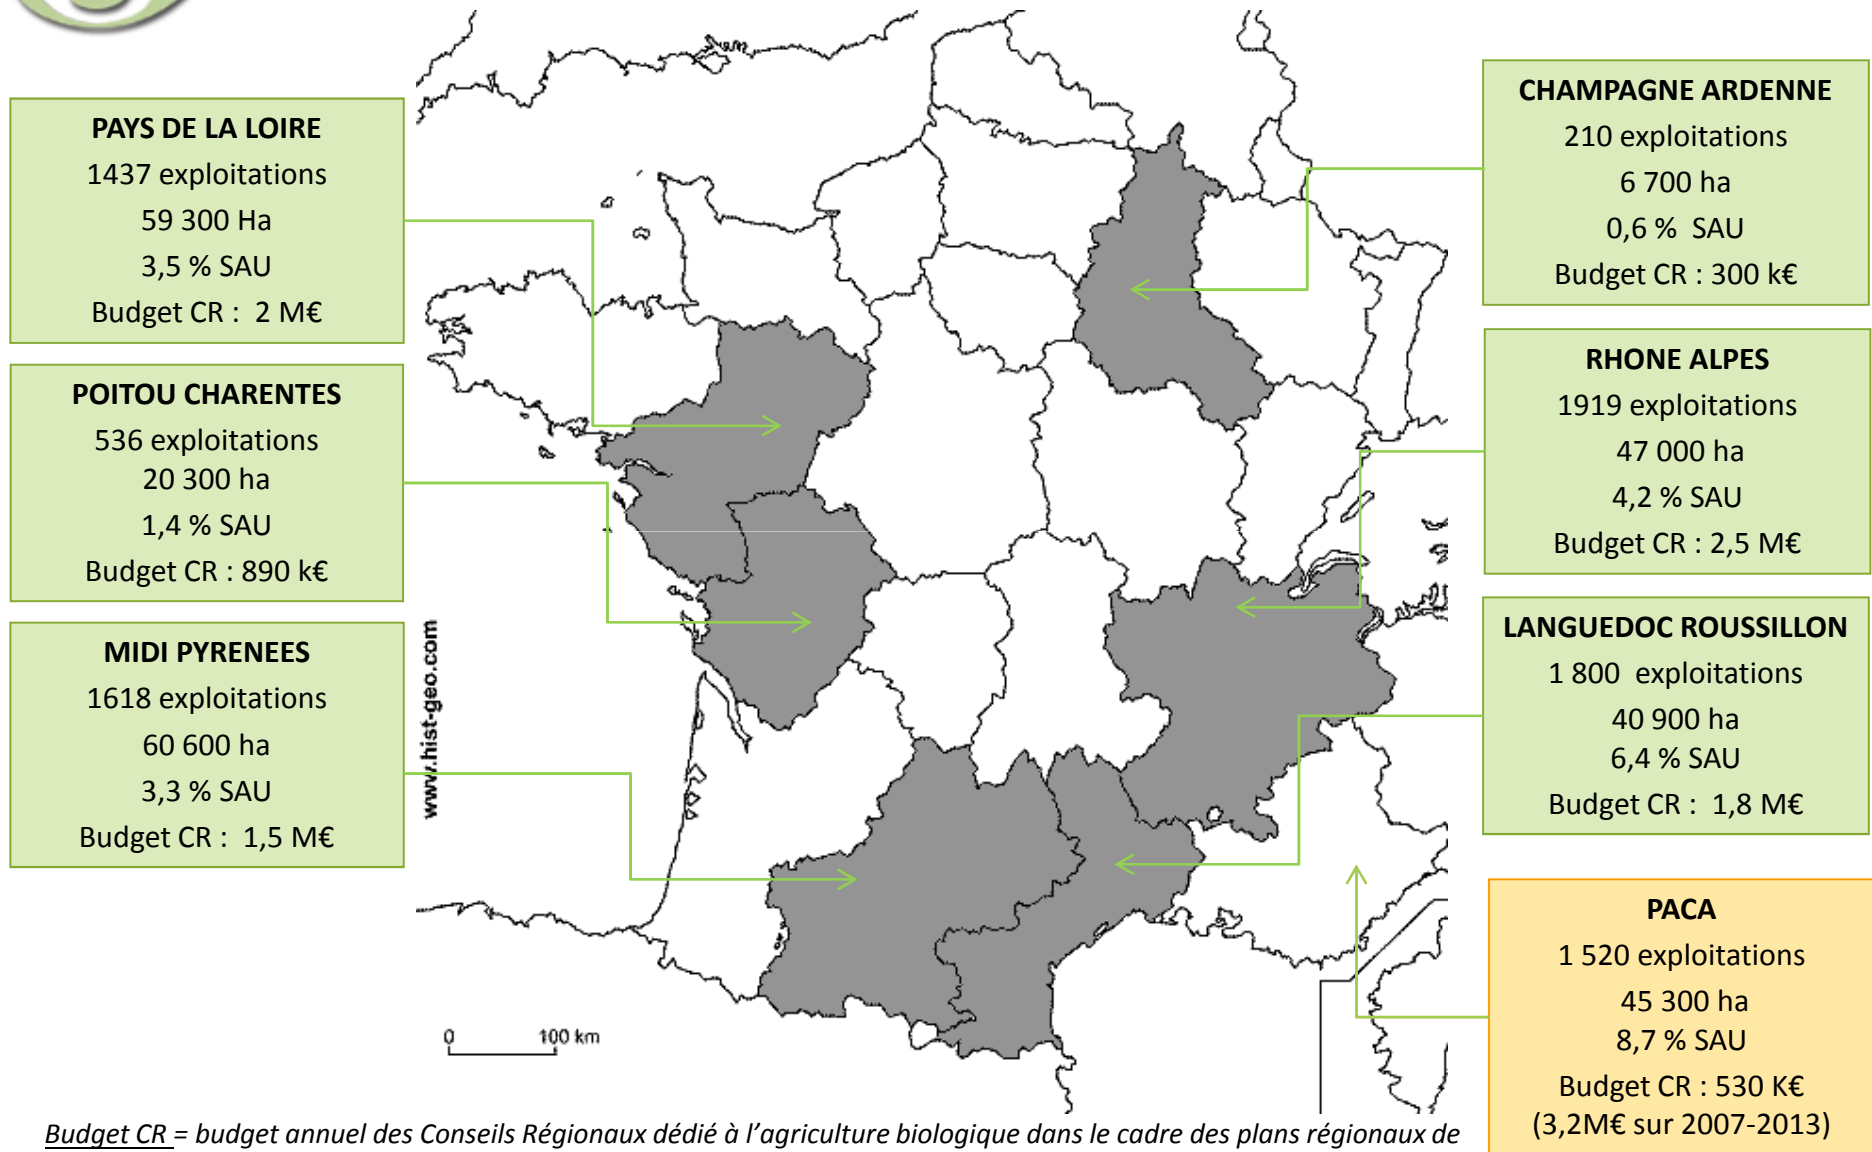 PAYS DE LA LOIRE
1437 exploitations
59 300 Ha
3,5 % SAU
Budget CR : 2 M€
POITOU CHARENTES
536 exploitations
20 300 ha
1,4 % SAU
Budget CR : 890 k€
MIDI PYRENEES
1618 exploitations
60 600 ha
3,3 % SAU
Budget CR : 1,5 M€
www.hist-geo.com
0 100 km
CHAMPAGNE ARDENNE
210 exploitations
6 700 ha
0,6 % SAU
Budget CR : 300 k€
RHONE ALPES
1919 exploitations
47 000 ha
4,2 % SAU
Budget CR : 2,5 M€
LANGUEDOC ROUSSILLON
1 800 exploitations
40 900 ha
6,4 % SAU
Budget CR : 1,8 M€
PACA
1 520 exploitations
45 300 ha
8,7 % SAU
Budget CR : 530 K€
(3,2M€ sur 2007-2013)
Budget CR = budget annuel des Conseils Régionaux dédié à l'agriculture biologique dans le cadre des plans régionaux de